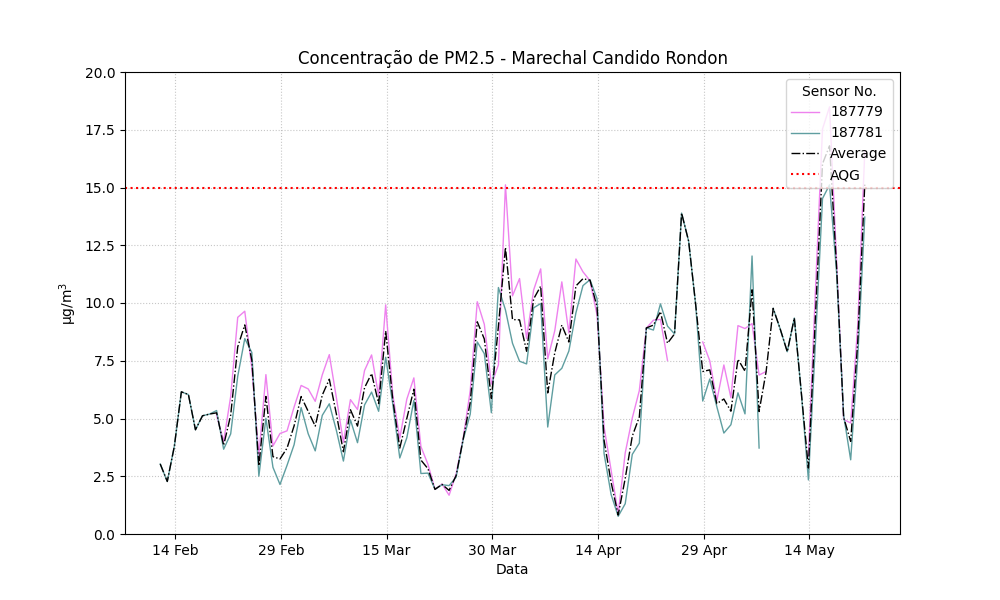 Concentração de PM2.5 - Marechal Candido Rondon
20.0
17.5
15.0
12.5
10.0
7.5
5.0
2.5
0.0
µg/m³
Sensor No.
187779
187781
Average
AQG
14 Feb
29 Feb
15 Mar
30 Mar
14 Apr
29 Apr
14 May
Data